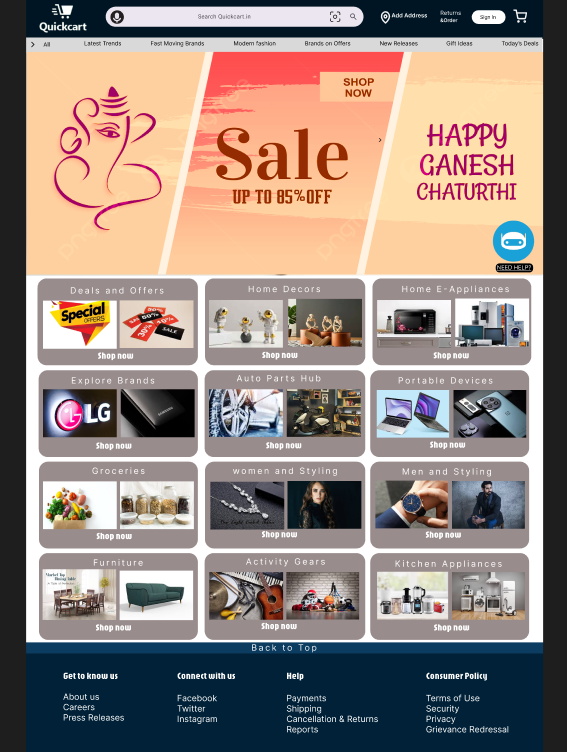 Quickcart
Search Quickcart.in
Add Address
Returns
&Order
Sign In
All
Latest Trends
Fast Moving Brands
Modern fashion
Brands on Offers
New Releases
Gift Ideas
Today's Deals
SHOP
NOW
Sale
UP TO 85% OFF
HAPPY
GANESH
CHATURTHI
NEED HELP?
Deals and Offers
Special
OFFERS
50%
30%
SALE
Shop now
Home Decors
Shop now
Home E-Appliances
Shop now
Explore Brands
LG
SAMSUNG
Shop now
Auto Parts Hub
Shop now
Portable Devices
Shop now
Groceries
Shop now
women and Styling
Shop now
Men and Styling
Shop now
Furniture
Shop now
Activity Gears
Shop now
Kitchen Appliances
Shop now
Back to Top
Get to know us
About us
Careers
Press Releases
Connect with us
Facebook
Twitter
Instagram
Help
Payments
Shipping
Cancellation & Returns
Reports
Consumer Policy
Terms of Use
Security
Privacy
Grievance Redressal